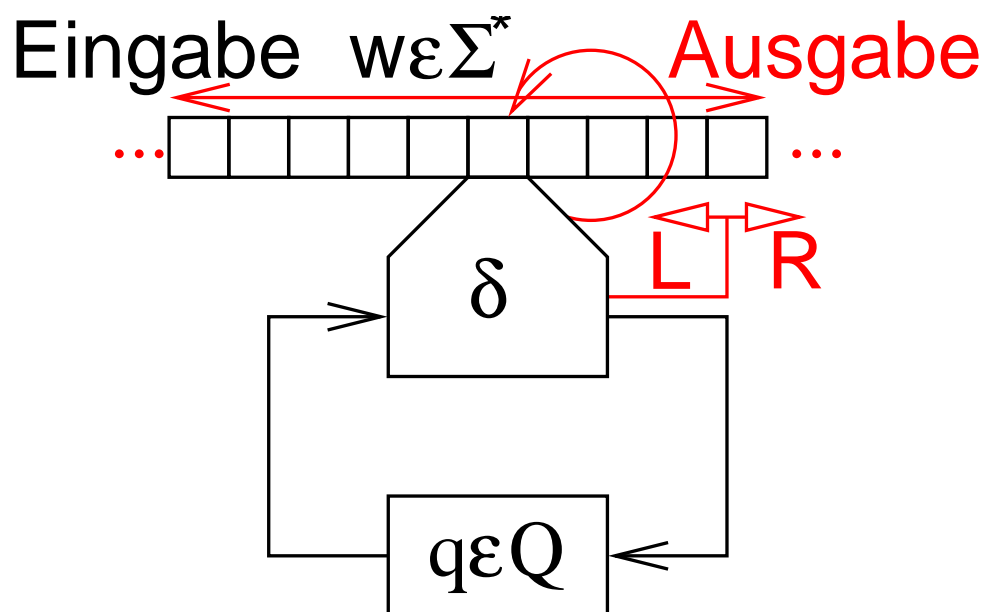 Eingabe wεΣ* Ausgabe
... ...
L R
δ
qεQ